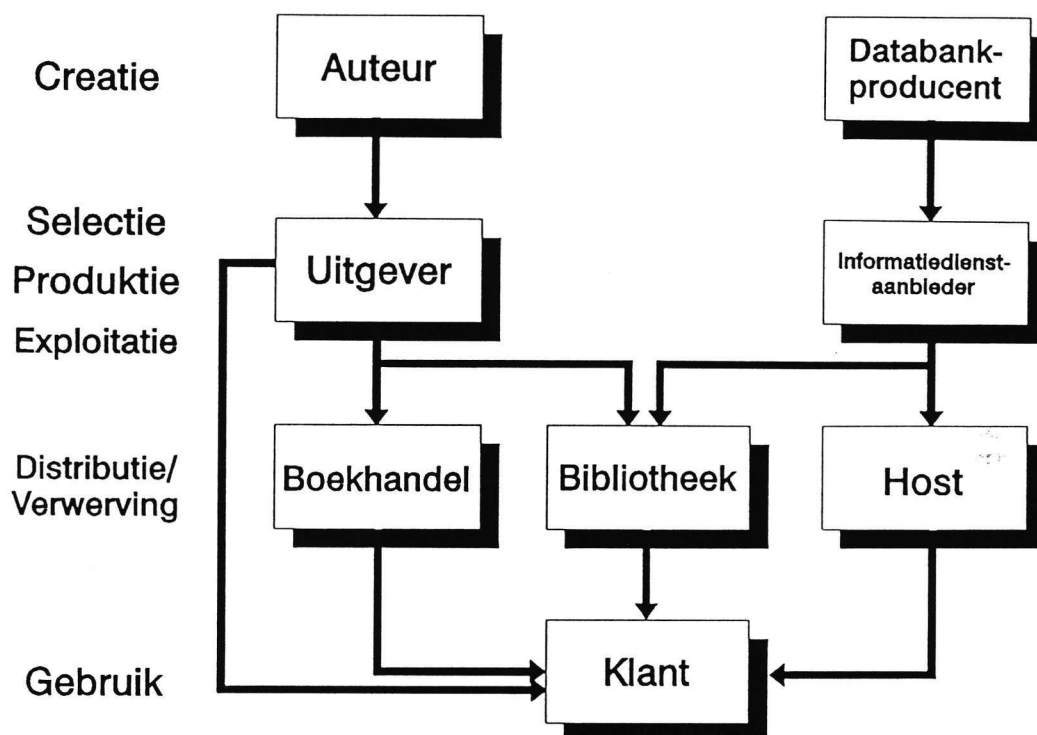 Creatie
Auteur
Databank-
producent
Selectie
Produktie
Exploitatie
Uitgever
Informatiedienst-
aanbieder
Distributie/
Verwerving
Boekhandel
Bibliotheek
Host
Gebruik
Klant